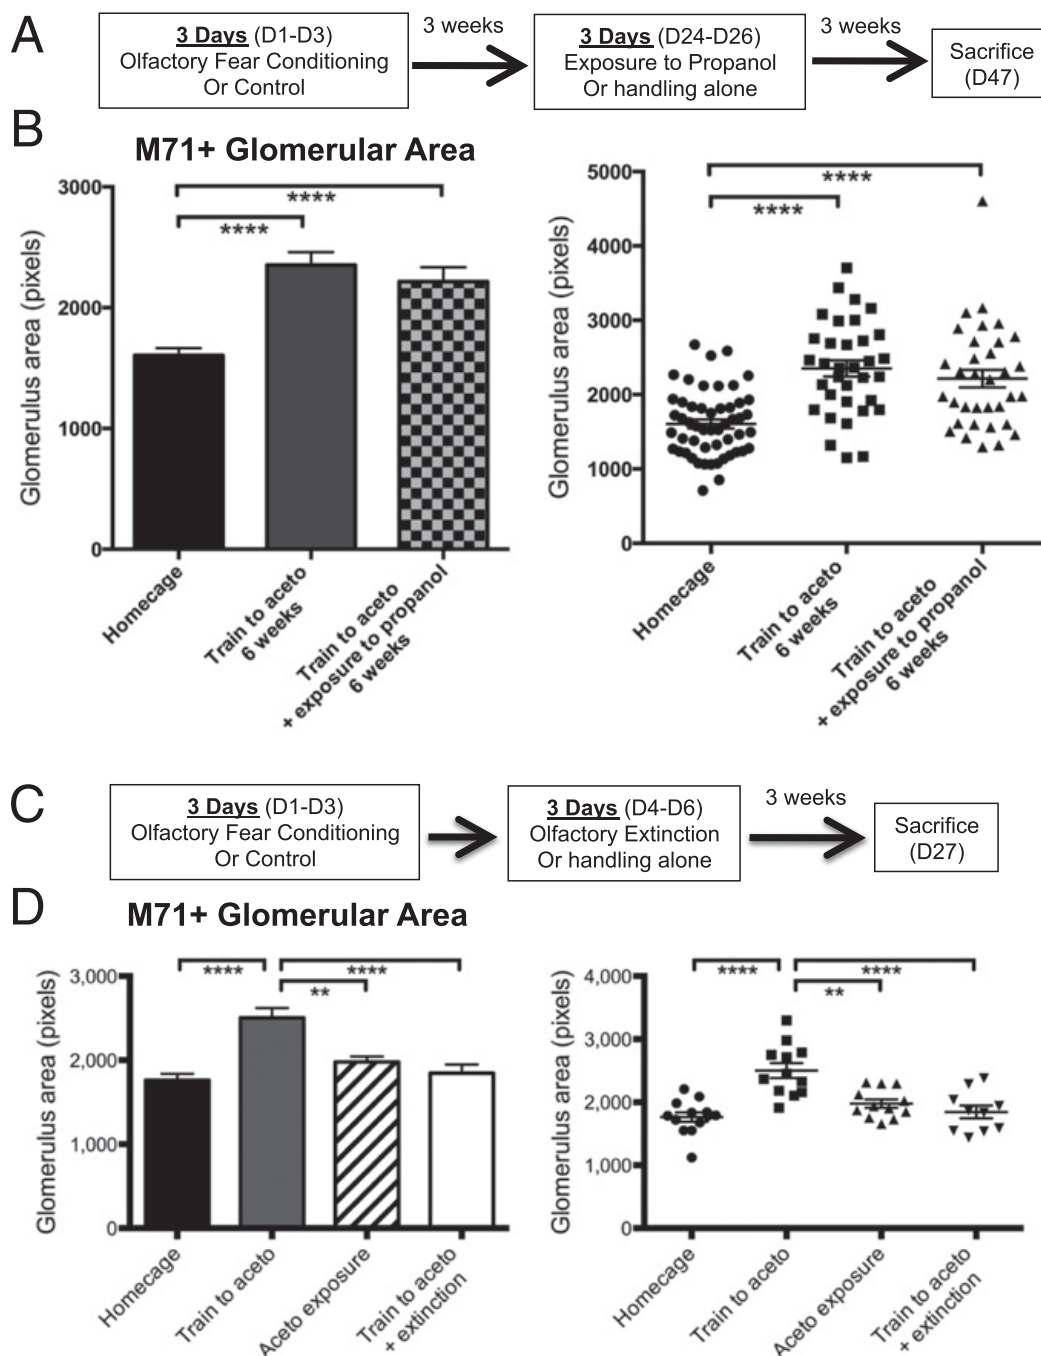 A
3 Days (D1-D3)
Olfactory Fear Conditioning
Or Control
3 weeks
3 Days (D24-D26)
Exposure to Propanol
Or handling alone
3 weeks
Sacrifice
(D47)
B
M71+ Glomerular Area
Glomerulus area (pixels)
3000
2000
1000
0
****
****
Homecage
Train to aceto
6 weeks
Train to aceto
+ exposure to propanol
6 weeks
Glomerulus area (pixels)
5000
4000
3000
2000
1000
0
****
****
Homecage
Train to aceto
6 weeks
Train to aceto
+ exposure to propanol
6 weeks
C
3 Days (D1-D3)
Olfactory Fear Conditioning
Or Control
3 Days (D4-D6)
Olfactory Extinction
Or handling alone
3 weeks
Sacrifice
(D27)
D
M71+ Glomerular Area
Glomerulus area (pixels)
3,000
2,000
1,000
0
**** ****
**
Homecage
Train to aceto
Aceto exposure
Train to aceto
+ extinction
Glomerulus area (pixels)
4,000
3,000
2,000
1,000
0
**** ****
**
Homecage
Train to aceto
Aceto exposure
Train to aceto
+ extinction